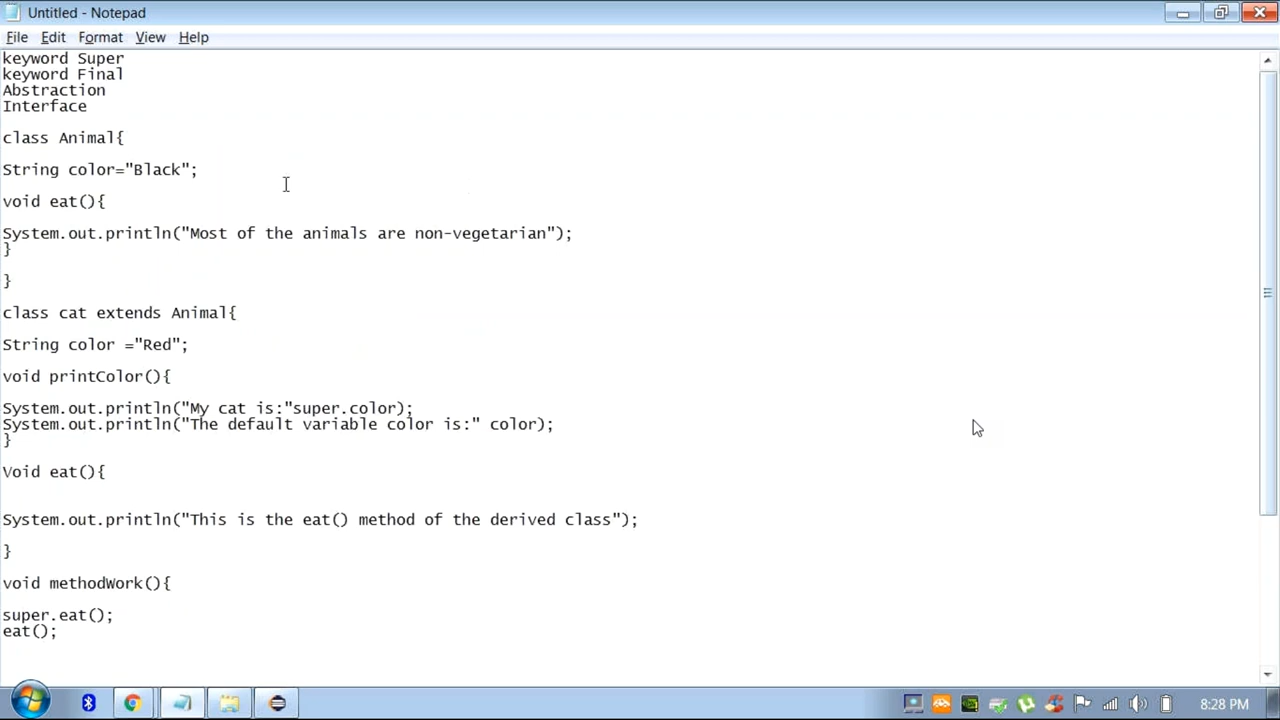 Untitled - Notepad
File Edit Format View Help
keyword Super
keyword Final
Abstraction
Interface
class Animal{
String color="Black";
void eat(){
System.out.println("Most of the animals are non-vegetarian");
}
}
class cat extends Animal{
String color ="Red";
void printColor(){
System.out.println("My cat is:"super.color);
System.out.println("The default variable color is:" color);
}
Void eat(){
System.out.println("This is the eat() method of the derived class");
}
void methodWork(){
super.eat();
eat();
8:28 PM